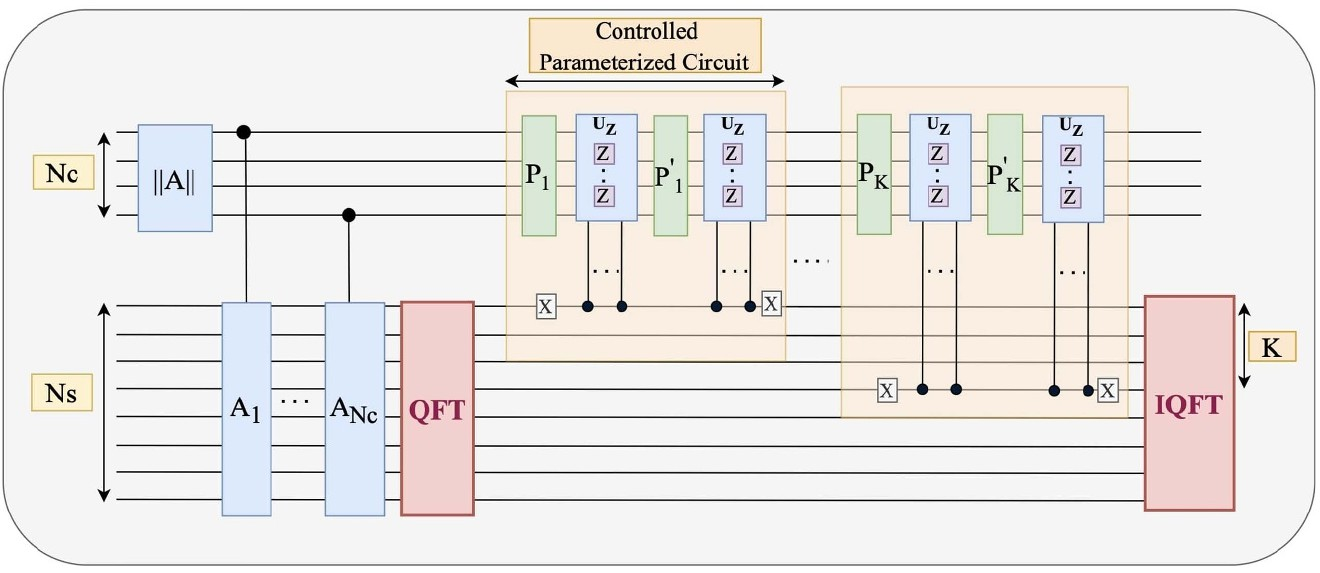 Controlled
Parameterized Circuit
Nc
||A||
P1
UZ
Z
⋮
Z
P'1
UZ
Z
⋮
Z
PK
UZ
Z
⋮
Z
P'K
UZ
Z
⋮
Z
...
...
.....
...
...
X
X
X
X
Ns
A1
...
ANc
QFT
IQFT
K